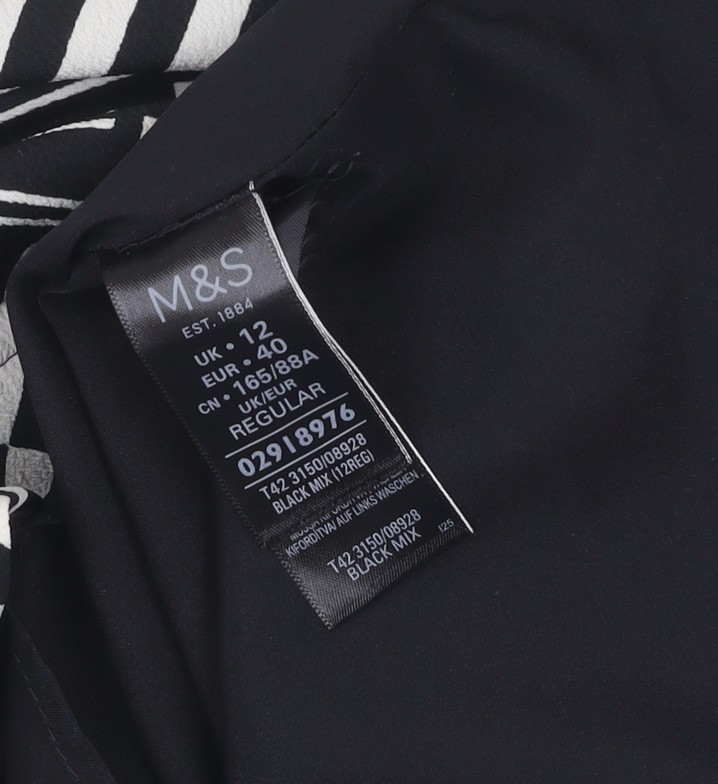 M&S
EST. 1884
UK • 12
EUR • 40
CN • 165/88A
UK/EUR
REGULAR
02918976
T42 3150/08928
BLACK MIX (12REG)
KIFORDÍTVA/AUF LINKS WASCHEN
T42 3150/08928
BLACK MIX
125